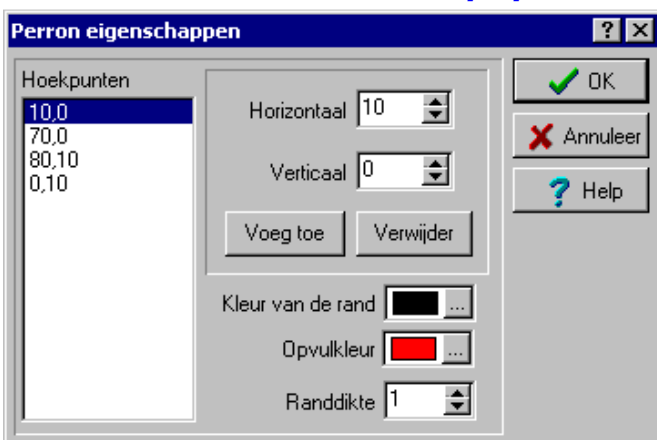 Perron eigenschappen
Hoekpunten
10,0
70,0
80,10
0,10
Horizontaal 10
Verticaal 0
Voeg toe Verwijder
Kleur van de rand ...
Opvulkleur ...
Randdikte 1
OK
Annuleer
? Help